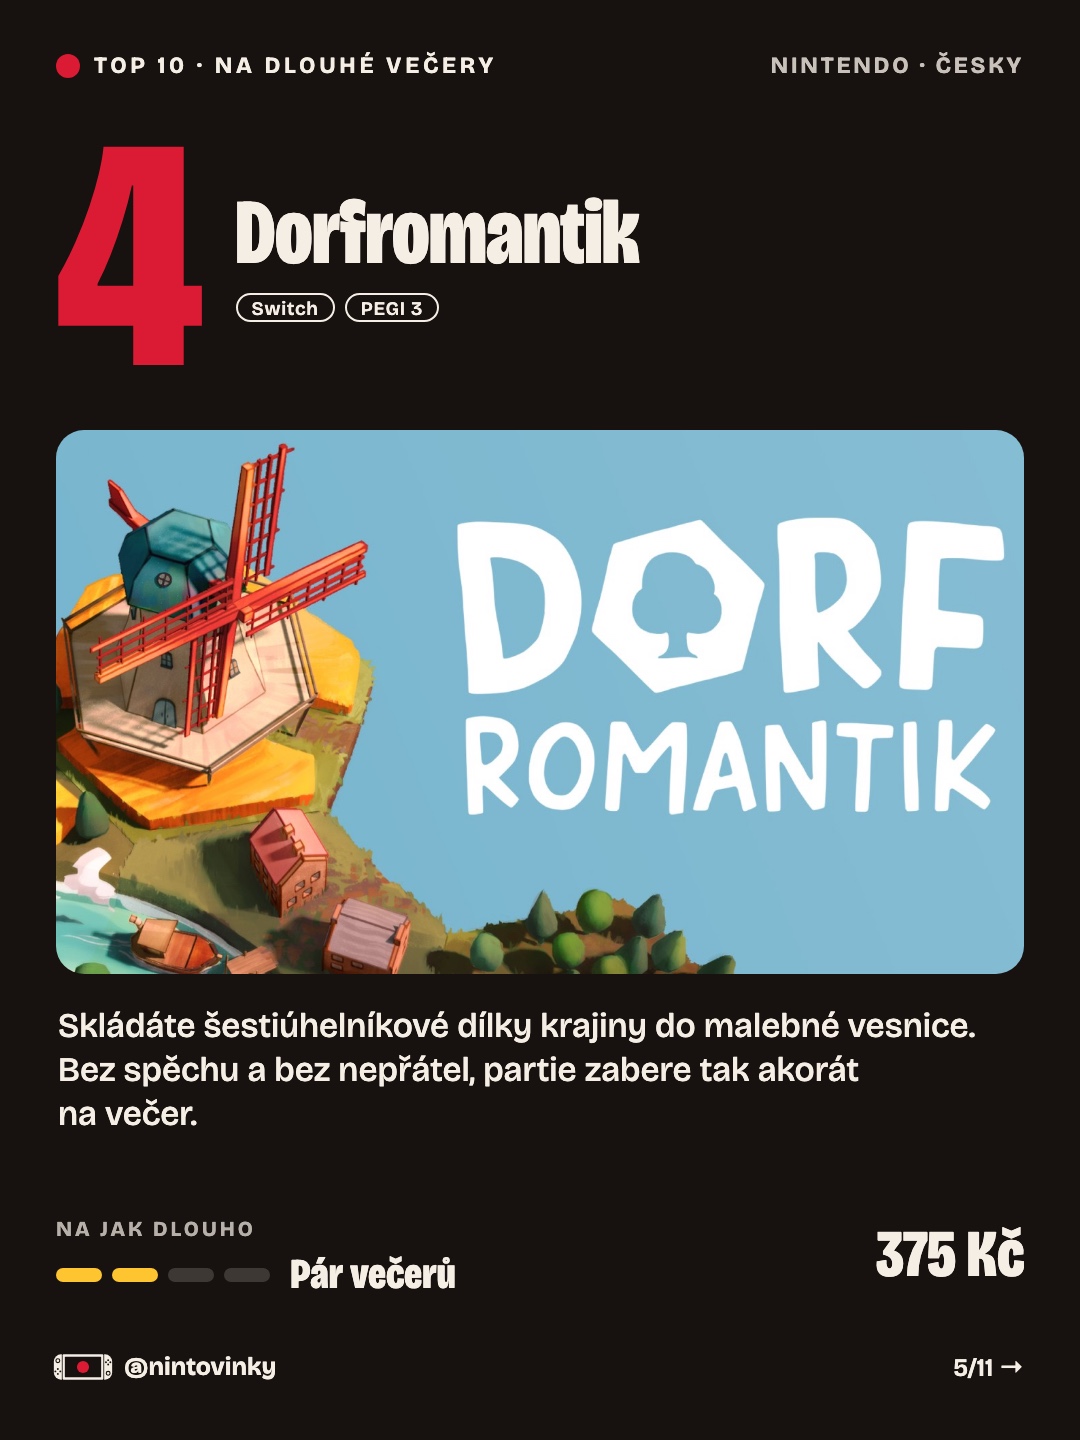 TOP 10 · NA DLOUHÉ VEČERY
NINTENDO · ČESKY
4
Dorfromantik
Switch
PEGI 3
DORF
ROMANTIK
Skládáte šestiúhelníkové dílky krajiny do malebné vesnice.
Bez spěchu a bez nepřátel, partie zabere tak akorát
na večer.
NA JAK DLOUHO
Pár večerů
375 Kč
@nintovinky
5/11 →